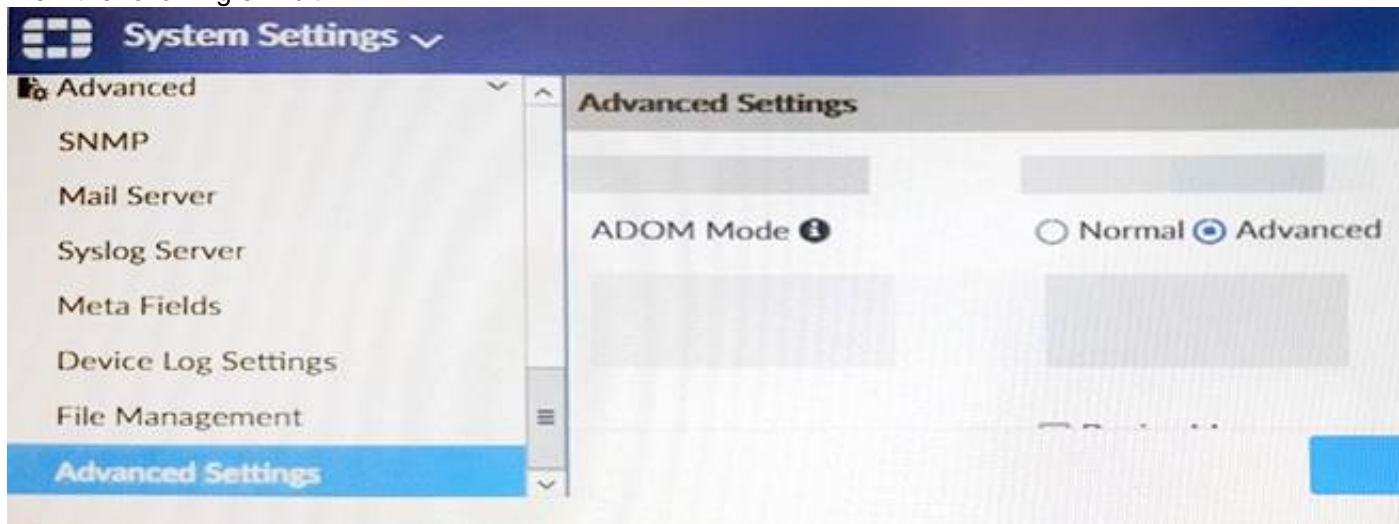 System Settings
Advanced
SNMP
Mail Server
Syslog Server
Meta Fields
Device Log Settings
File Management
Advanced Settings
Advanced Settings
ADOM Mode
Normal Advanced